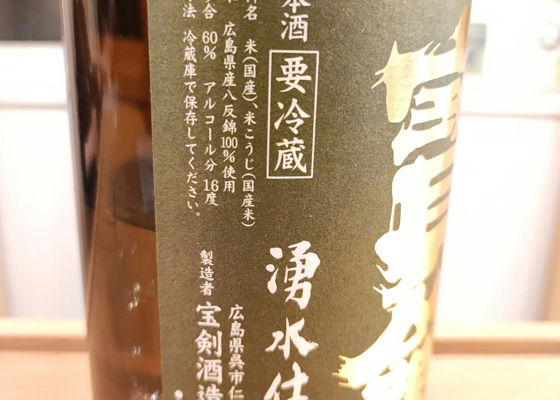 本酒
要冷蔵
湧水仕
名 米(国産)、米こうじ(国産米)
広島県産八反錦100%使用
合 60% アルコール分 16度
法 冷蔵庫で保存してください。
広島県呉市仁
製造者 宝剣酒造